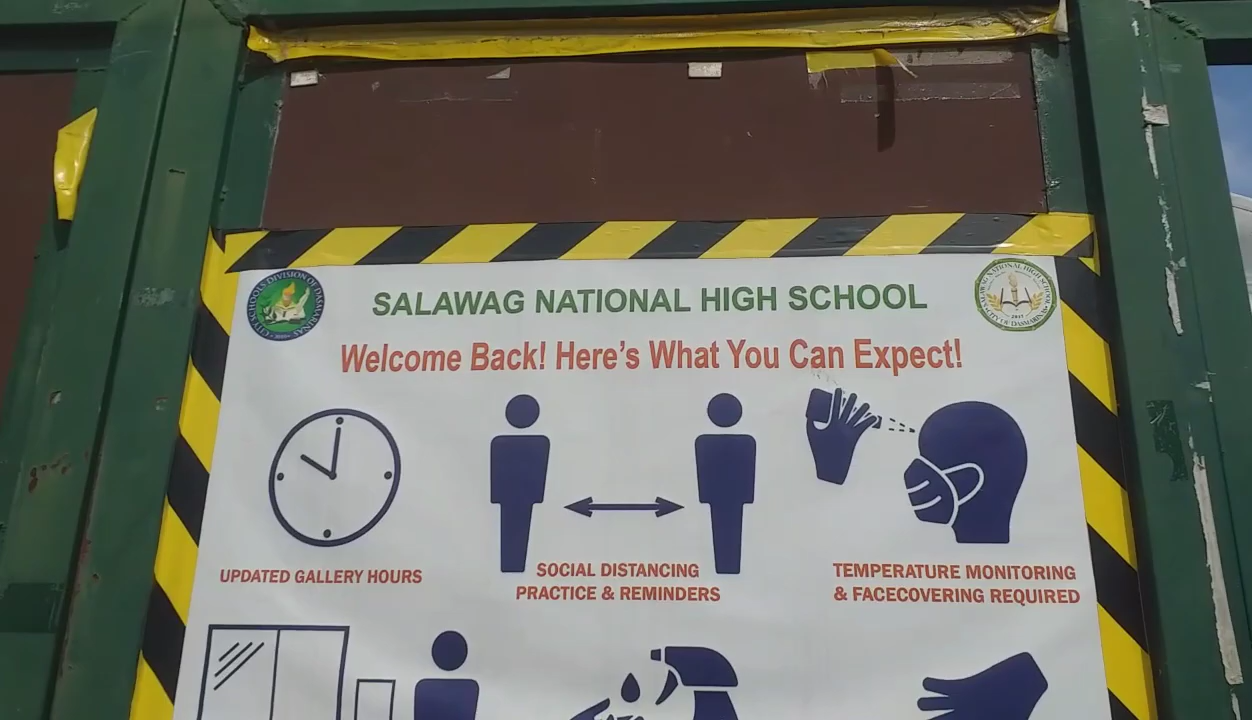 SALAWAG NATIONAL HIGH SCHOOL
Welcome Back! Here's What You Can Expect!
UPDATED GALLERY HOURS
SOCIAL DISTANCING
PRACTICE & REMINDERS
TEMPERATURE MONITORING
& FACECOVERING REQUIRED